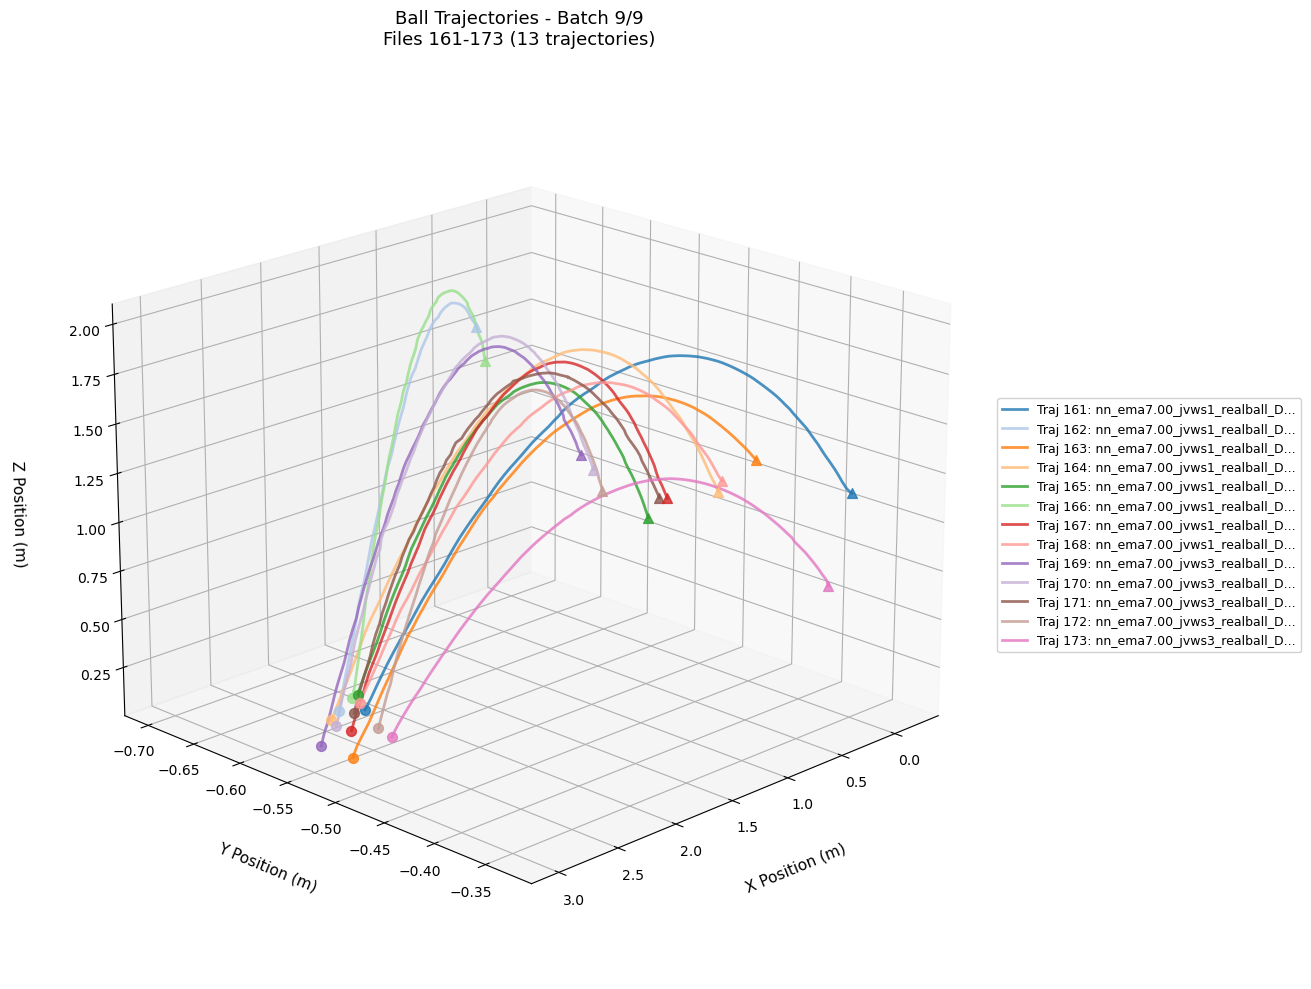 Ball Trajectories - Batch 9/9
Files 161-173 (13 trajectories)
2.00
1.75
1.50
1.25
1.00
0.75
0.50
0.25
Z Position (m)
−0.70
−0.65
−0.60
−0.55
−0.50
−0.45
−0.40
−0.35
Y Position (m)
0.0
0.5
1.0
1.5
2.0
2.5
3.0
X Position (m)
Traj 161: nn_ema7.00_jvws1_realball_D...
Traj 162: nn_ema7.00_jvws1_realball_D...
Traj 163: nn_ema7.00_jvws1_realball_D...
Traj 164: nn_ema7.00_jvws1_realball_D...
Traj 165: nn_ema7.00_jvws1_realball_D...
Traj 166: nn_ema7.00_jvws1_realball_D...
Traj 167: nn_ema7.00_jvws1_realball_D...
Traj 168: nn_ema7.00_jvws1_realball_D...
Traj 169: nn_ema7.00_jvws3_realball_D...
Traj 170: nn_ema7.00_jvws3_realball_D...
Traj 171: nn_ema7.00_jvws3_realball_D...
Traj 172: nn_ema7.00_jvws3_realball_D...
Traj 173: nn_ema7.00_jvws3_realball_D...